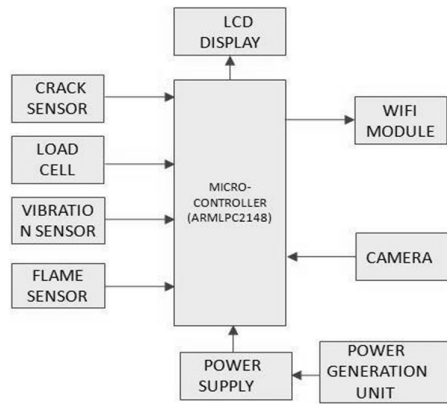 LCD
DISPLAY
CRACK
SENSOR
LOAD
CELL
VIBRATIO
N SENSOR
FLAME
SENSOR
MICRO-
CONTROLLER
(ARMLPC2148)
WIFI
MODULE
CAMERA
POWER
SUPPLY
POWER
GENERATION
UNIT